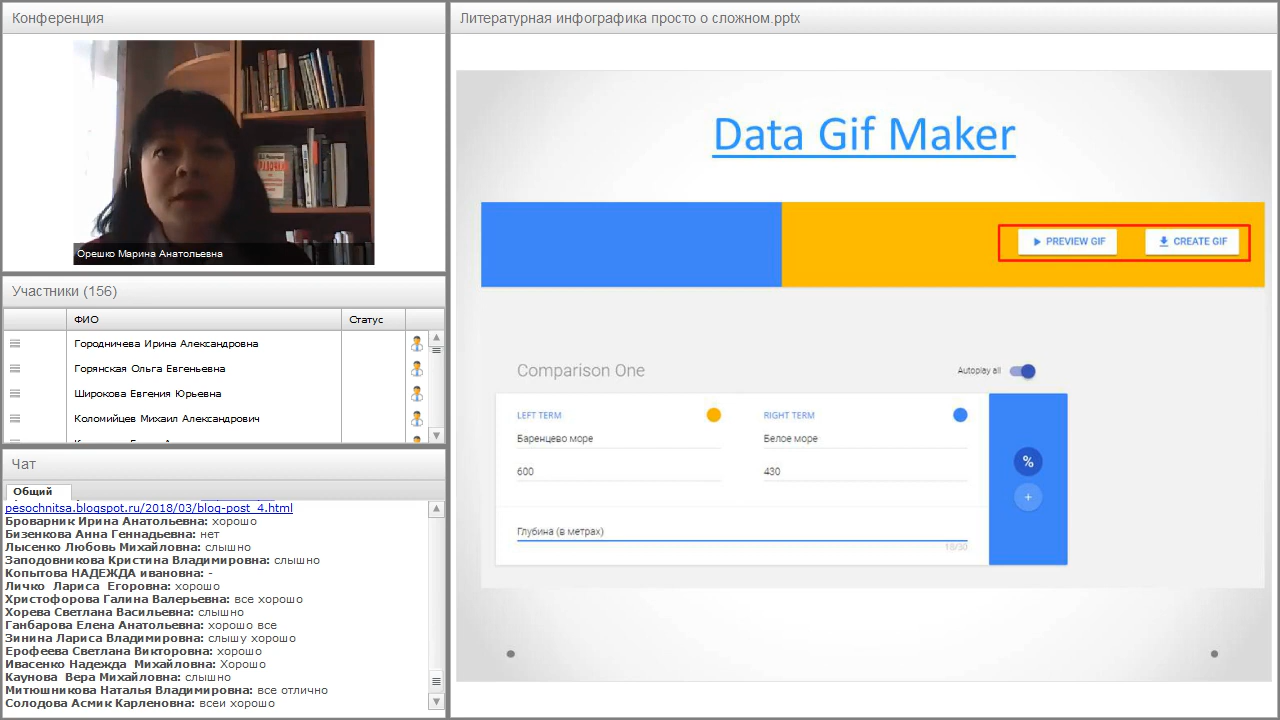 Конференция
Орешко Марина Анатольевна
Участники (156)
ФИО
Статус
Городничева Ирина Александровна
Горянская Ольга Евгеньевна
Широкова Евгения Юрьевна
Коломийцев Михаил Александрович
Чат
Общий
pesochnitsa.blogspot.ru/2018/03/blog-post_4.html
Броварник Ирина Анатольевна: хорошо
Бизенкова Анна Геннадьевна: нет
Лысенко Любовь Михайловна: слышно
Заподовникова Кристина Владимировна: слышно
Копытова НАДЕЖДА ивановна: -
Личко Лариса Егоровна: хорошо
Христофорова Галина Валерьевна: все хорошо
Хорева Светлана Васильевна: слышно
Ганбарова Елена Анатольевна: хорошо все
Зинина Лариса Владимировна: слышу хорошо
Ерофеева Светлана Викторовна: хорошо
Ивасенко Надежда Михайловна: Хорошо
Каунова Вера Михайловна: слышно
Митюшникова Наталья Владимировна: все отлично
Солодова Асмик Карленовна: всеи хорошо
Литературная инфографика просто о сложном.pptx
Data Gif Maker
PREVIEW GIF
CREATE GIF
Comparison One
Autoplay all
LEFT TERM
RIGHT TERM
Баренцево море
Белое море
600
430
%
+
Глубина (в метрах)
18/30